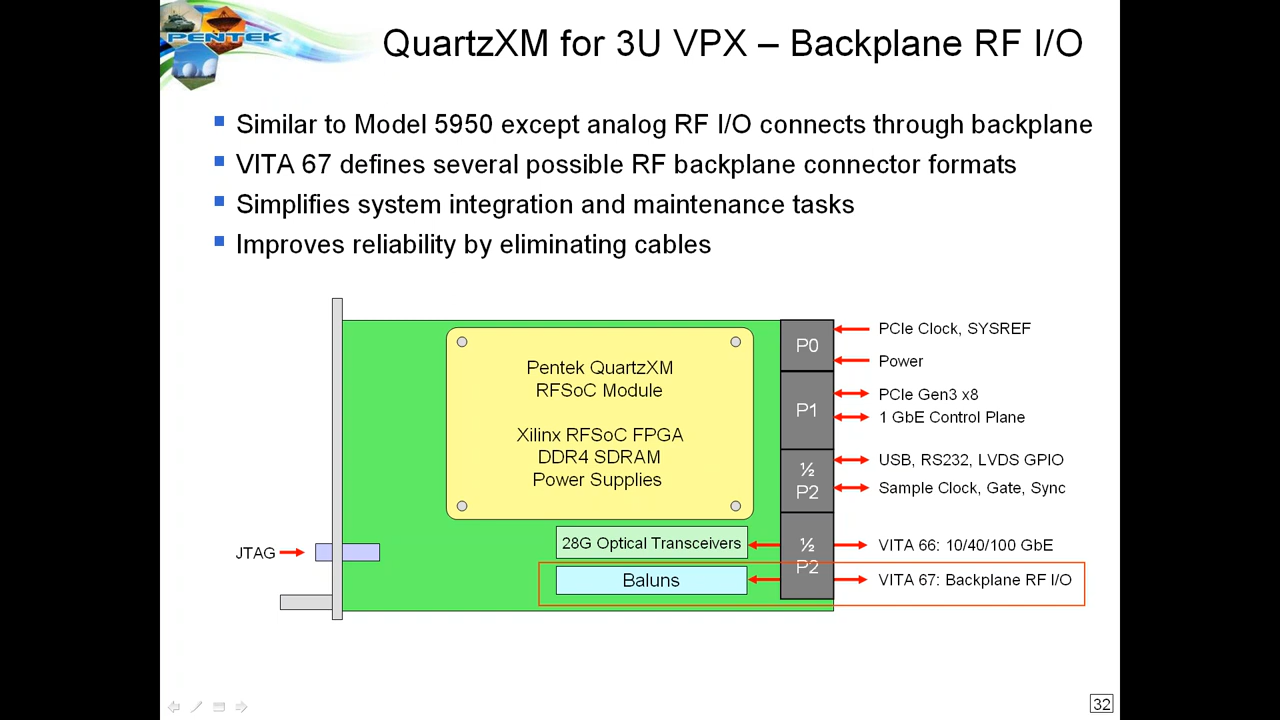 PENTEK
QuartzXM for 3U VPX – Backplane RF I/O
Similar to Model 5950 except analog RF I/O connects through backplane
VITA 67 defines several possible RF backplane connector formats
Simplifies system integration and maintenance tasks
Improves reliability by eliminating cables
Pentek QuartzXM
RFSoC Module
Xilinx RFSoC FPGA
DDR4 SDRAM
Power Supplies
28G Optical Transceivers
Baluns
JTAG
P0
P1
½
P2
½
P2
PCIe Clock, SYSREF
Power
PCIe Gen3 x8
1 GbE Control Plane
USB, RS232, LVDS GPIO
Sample Clock, Gate, Sync
VITA 66: 10/40/100 GbE
VITA 67: Backplane RF I/O
32